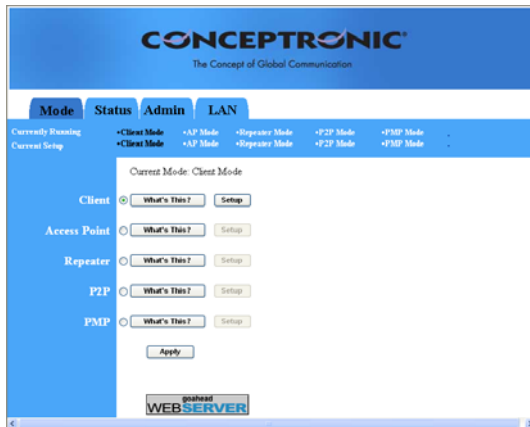 CONCEPTRONIC
The Concept of Global Communication
Mode Status Admin LAN
Currently Running •Client Mode •AP Mode •Repeater Mode •P2P Mode •PMP Mode
Current Setup •Client Mode •AP Mode •Repeater Mode •P2P Mode •PMP Mode
Current Mode: Client Mode
Client What's This? Setup
Access Point What's This? Setup
Repeater What's This? Setup
P2P What's This? Setup
PMP What's This? Setup
Apply
goahead
WEBSERVER